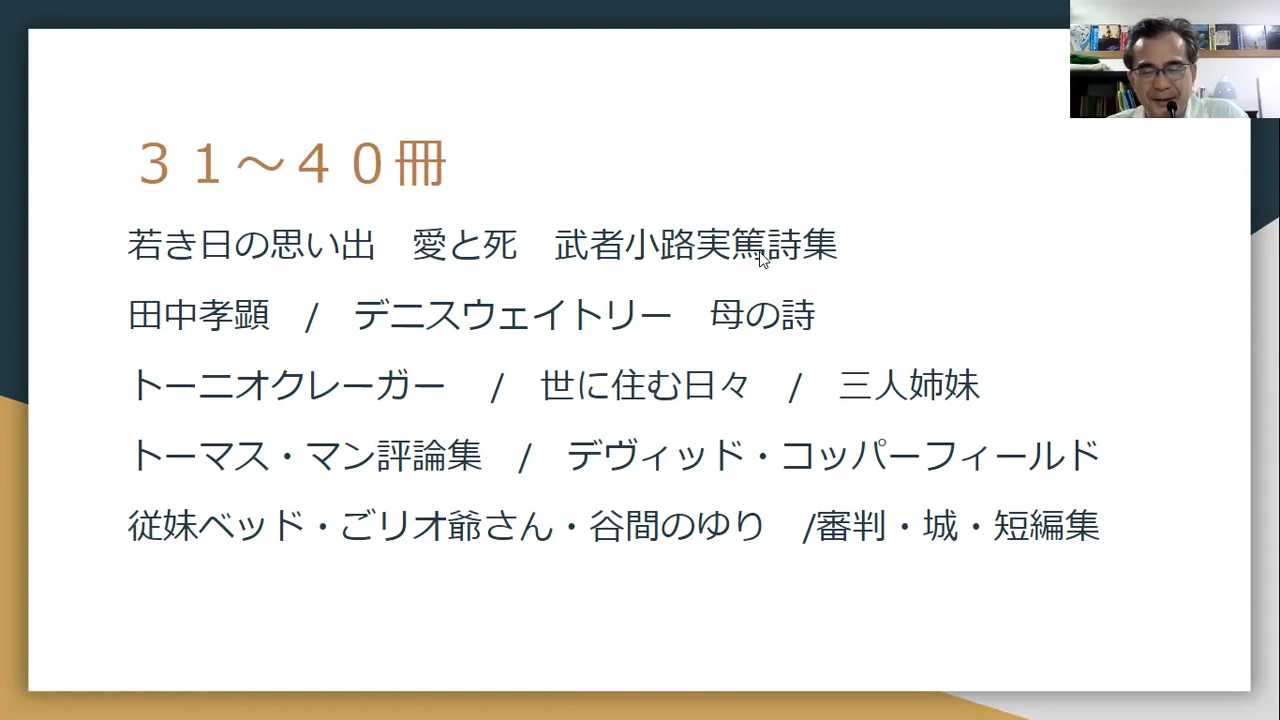 ３１～４０冊
若き日の思い出　愛と死　武者小路実篤詩集
田中孝顕　/　デニスウェイトリー　母の詩
トーニオクレーガー　/　世に住む日々　/　三人姉妹
トーマス・マン評論集　/　デヴィッド・コッパーフィールド
従妹ベッド・ごリオ爺さん・谷間のゆり　/審判・城・短編集